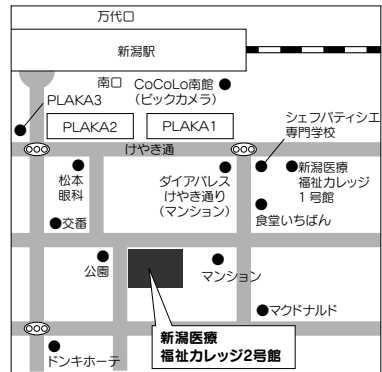 万代口
新潟駅
南口
CoCoLo南館
（ビックカメラ）
PLAKA3
PLAKA2
PLAKA1
シェフパティシエ
専門学校
けやき通
松本
眼科
ダイアパレス
けやき通り
（マンション）
新潟医療
福祉カレッジ
1号館
食堂いちばん
交番
公園
マンション
マクドナルド
新潟医療
福祉カレッジ2号館
ドンキホーテ